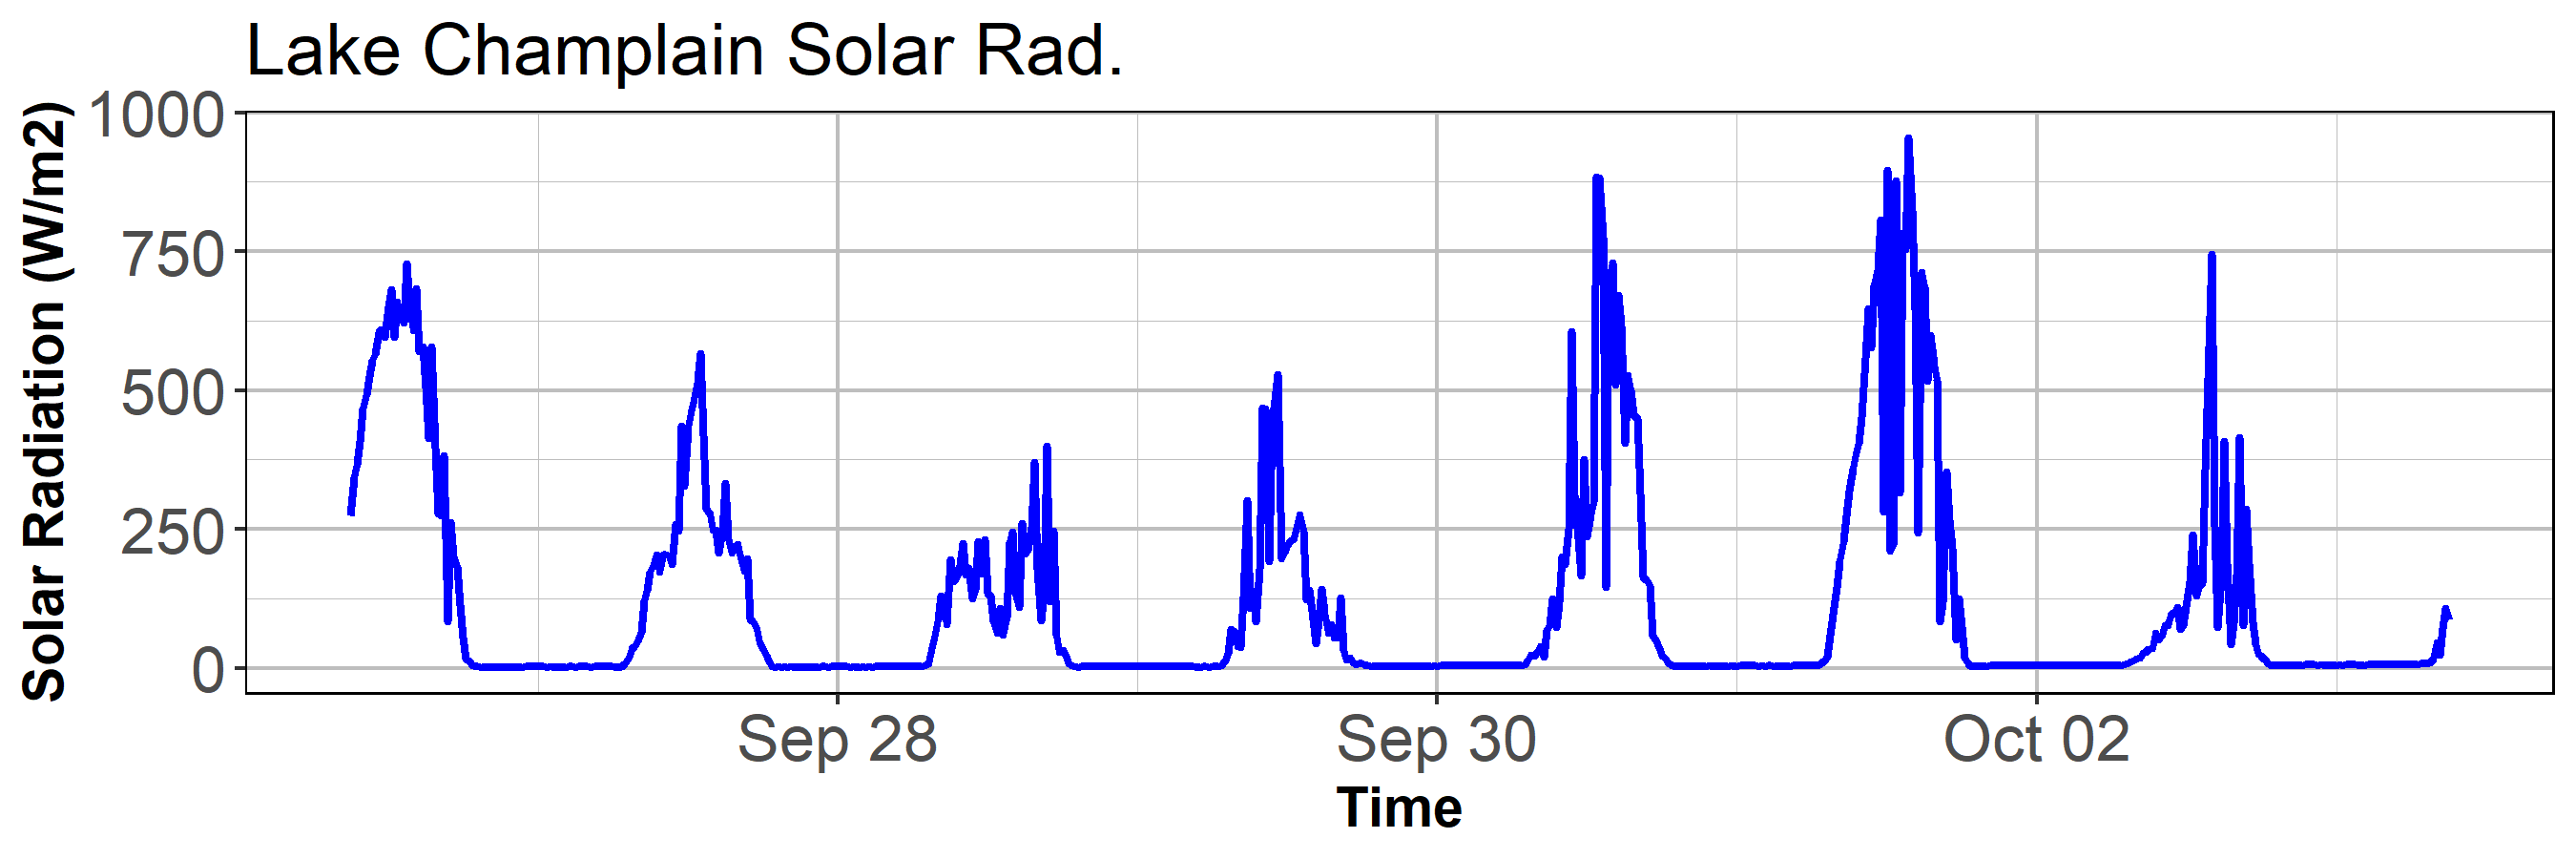 Lake Champlain Solar Rad.
Solar Radiation (W/m2)
1000
750
500
250
0
Sep 28 Sep 30 Oct 02
Time